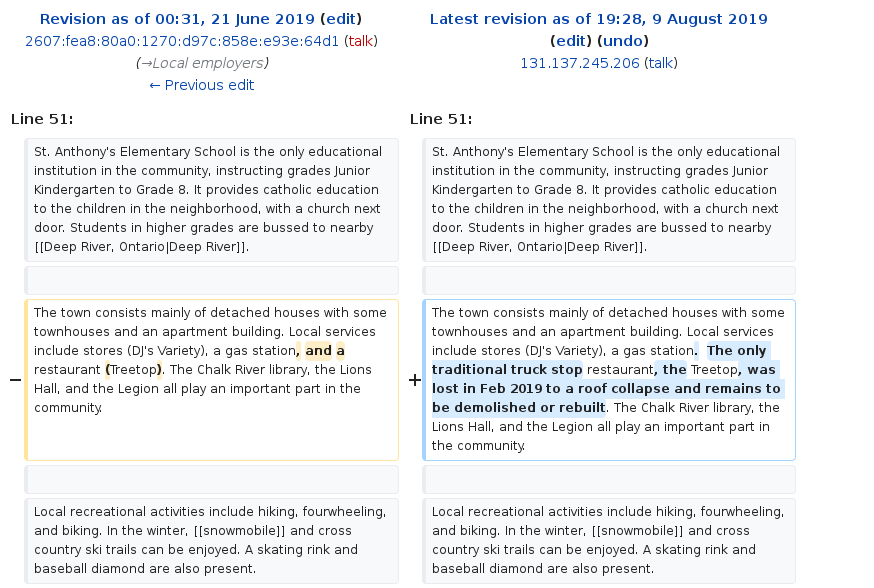 Revision as of 00:31, 21 June 2019 (edit)
2607:fea8:80a0:1270:d97c:858e:e93e:64d1 (talk)
(→Local employers)
← Previous edit
Latest revision as of 19:28, 9 August 2019
(edit) (undo)
131.137.245.206 (talk)
Line 51:
St. Anthony's Elementary School is the only educational
institution in the community, instructing grades Junior
Kindergarten to Grade 8. It provides catholic education
to the children in the neighborhood, with a church next
door. Students in higher grades are bussed to nearby
[[Deep River, Ontario|Deep River]].
−
The town consists mainly of detached houses with some
townhouses and an apartment building. Local services
include stores (DJ's Variety), a gas station, and a
restaurant (Treetop). The Chalk River library, the Lions
Hall, and the Legion all play an important part in the
community.
Local recreational activities include hiking, fourwheeling,
and biking. In the winter, [[snowmobile]] and cross
country ski trails can be enjoyed. A skating rink and
baseball diamond are also present.
Line 51:
St. Anthony's Elementary School is the only educational
institution in the community, instructing grades Junior
Kindergarten to Grade 8. It provides catholic education
to the children in the neighborhood, with a church next
door. Students in higher grades are bussed to nearby
[[Deep River, Ontario|Deep River]].
+
The town consists mainly of detached houses with some
townhouses and an apartment building. Local services
include stores (DJ's Variety), a gas station.  The only
traditional truck stop restaurant, the Treetop, was
lost in Feb 2019 to a roof collapse and remains to
be demolished or rebuilt. The Chalk River library, the
Lions Hall, and the Legion all play an important part in
the community.
Local recreational activities include hiking, fourwheeling,
and biking. In the winter, [[snowmobile]] and cross
country ski trails can be enjoyed. A skating rink and
baseball diamond are also present.